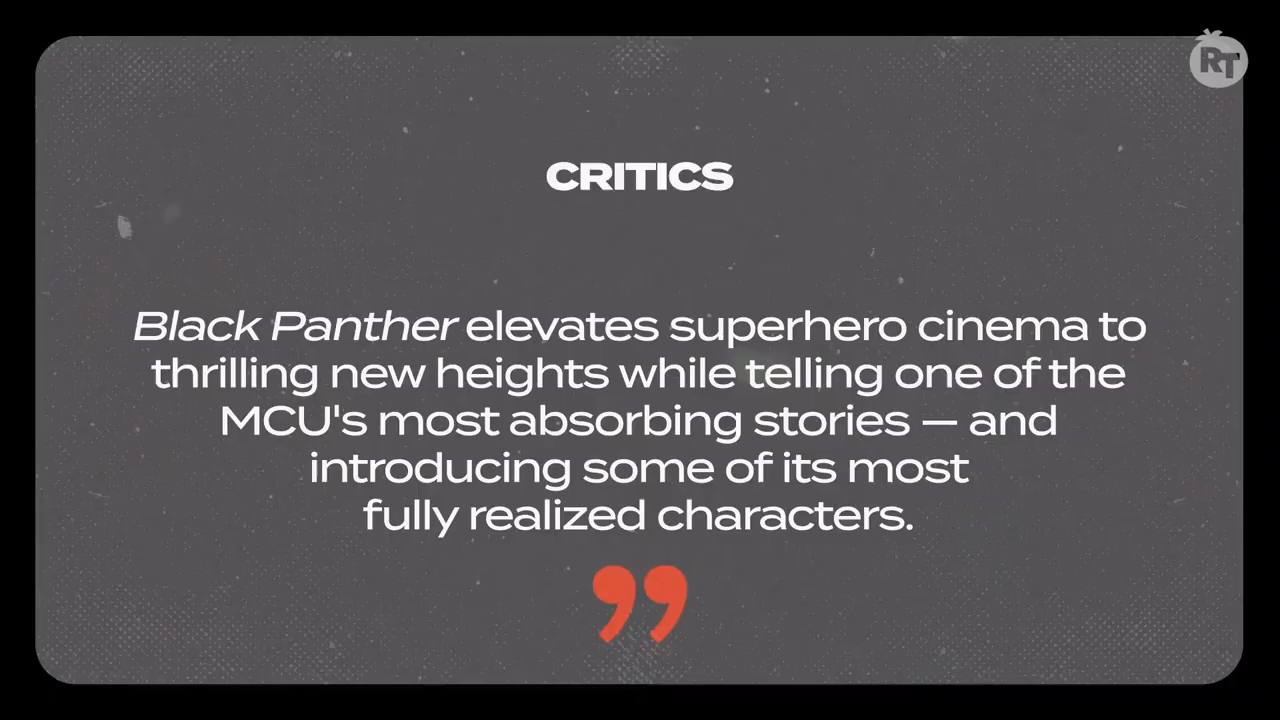 RT
CRITICS
Black Panther elevates superhero cinema to
thrilling new heights while telling one of the
MCU's most absorbing stories — and
introducing some of its most
fully realized characters.
”